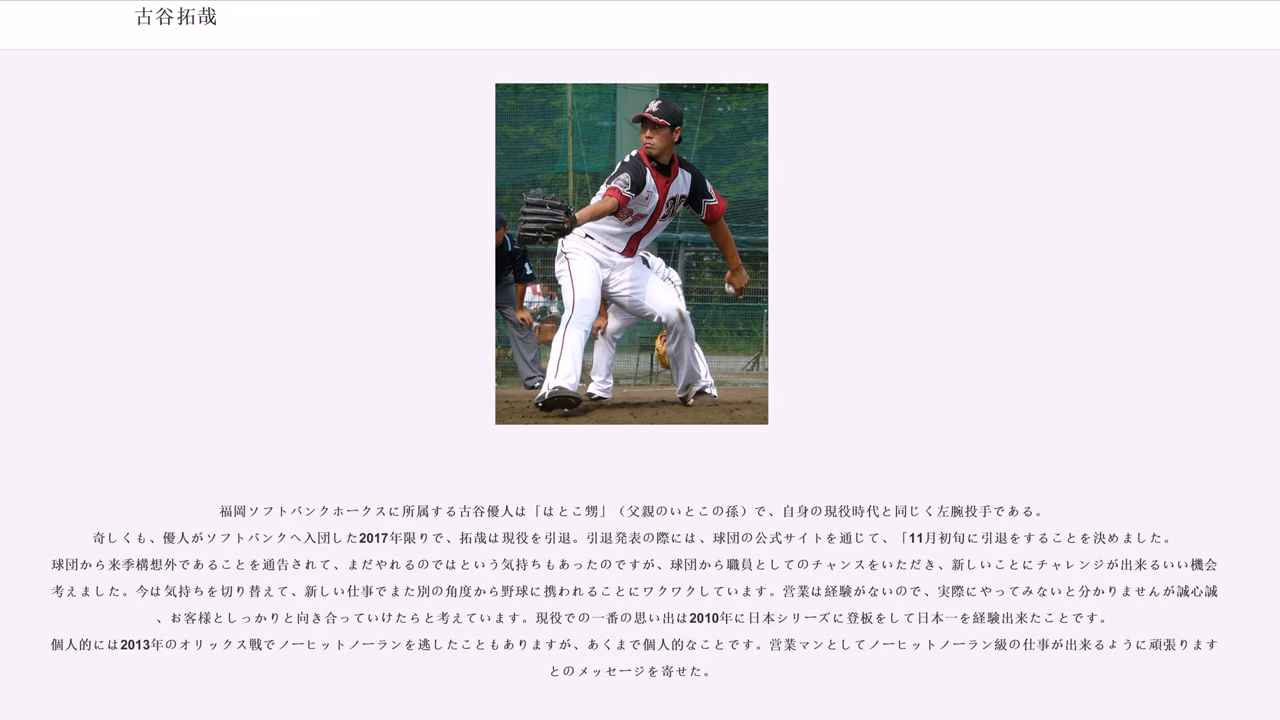 古谷拓哉
福岡ソフトバンクホークスに所属する古谷優人は「はとこ甥」（父親のいとこの孫）で、自身の現役時代と同じく左腕投手である。
奇しくも、優人がソフトバンクへ入団した2017年限りで、拓哉は現役を引退。引退発表の際には、球団の公式サイトを通じて、「11月初旬に引退をすることを決めました。
球団から来季構想外であることを通告されて、まだやれるのではという気持ちもあったのですが、球団から職員としてのチャンスをいただき、新しいことにチャレンジが出来るいい機会
考えました。今は気持ちを切り替えて、新しい仕事でまた別の角度から野球に携われることにワクワクしています。営業は経験がないので、実際にやってみないと分かりませんが誠心誠
、お客様としっかりと向き合っていけたらと考えています。現役での一番の思い出は2010年に日本シリーズに登板をして日本一を経験出来たことです。
個人的には2013年のオリックス戦でノーヒットノーランを逃したこともありますが、あくまで個人的なことです。営業マンとしてノーヒットノーラン級の仕事が出来るように頑張ります
とのメッセージを寄せた。